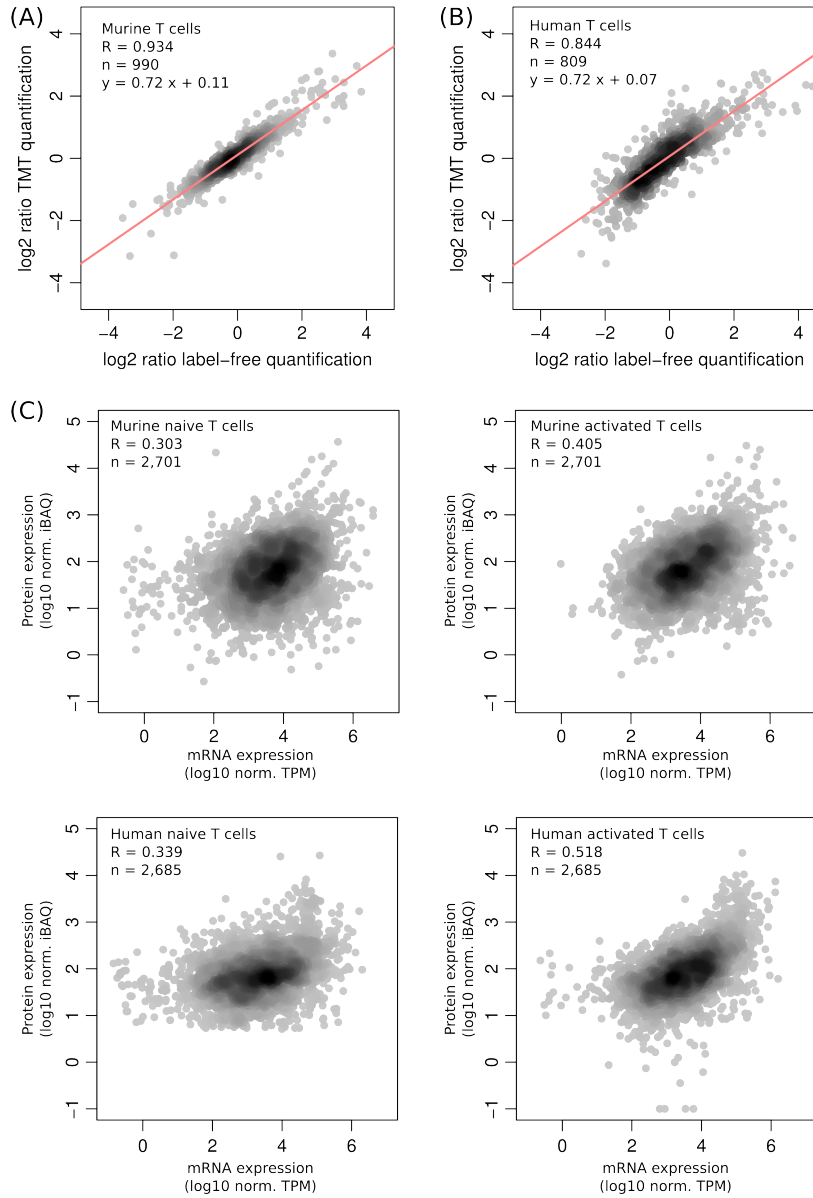 (A)
Murine T cells
R = 0.934
n = 990
y = 0.72 x + 0.11
log2 ratio TMT quantification
4
2
0
−2
−4
−4 −2 0 2 4
log2 ratio label−free quantification
(B)
Human T cells
R = 0.844
n = 809
y = 0.72 x + 0.07
log2 ratio TMT quantification
4
2
0
−2
−4
−4 −2 0 2 4
log2 ratio label−free quantification
(C)
Murine naive T cells
R = 0.303
n = 2,701
Protein expression
(log10 norm. iBAQ)
5
4
3
2
1
0
−1
0 2 4 6
mRNA expression
(log10 norm. TPM)
Murine activated T cells
R = 0.405
n = 2,701
Protein expression
(log10 norm. iBAQ)
5
4
3
2
1
0
−1
0 2 4 6
mRNA expression
(log10 norm. TPM)
Human naive T cells
R = 0.339
n = 2,685
Protein expression
(log10 norm. iBAQ)
5
4
3
2
1
0
−1
0 2 4 6
mRNA expression
(log10 norm. TPM)
Human activated T cells
R = 0.518
n = 2,685
Protein expression
(log10 norm. iBAQ)
5
4
3
2
1
0
−1
0 2 4 6
mRNA expression
(log10 norm. TPM)